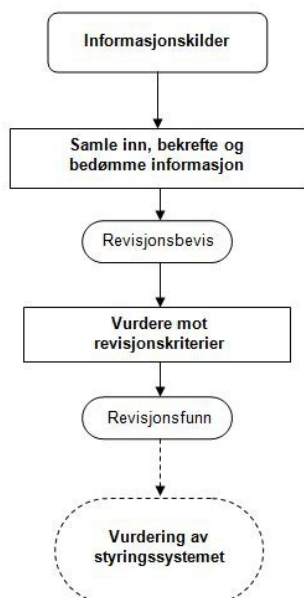 Informasjonskilder
Samle inn, bekrefte og
bedømme informasjon
Revisjonsbevis
Vurdere mot
revisjonskriterier
Revisjonsfunn
Vurdering av
styringssystemet